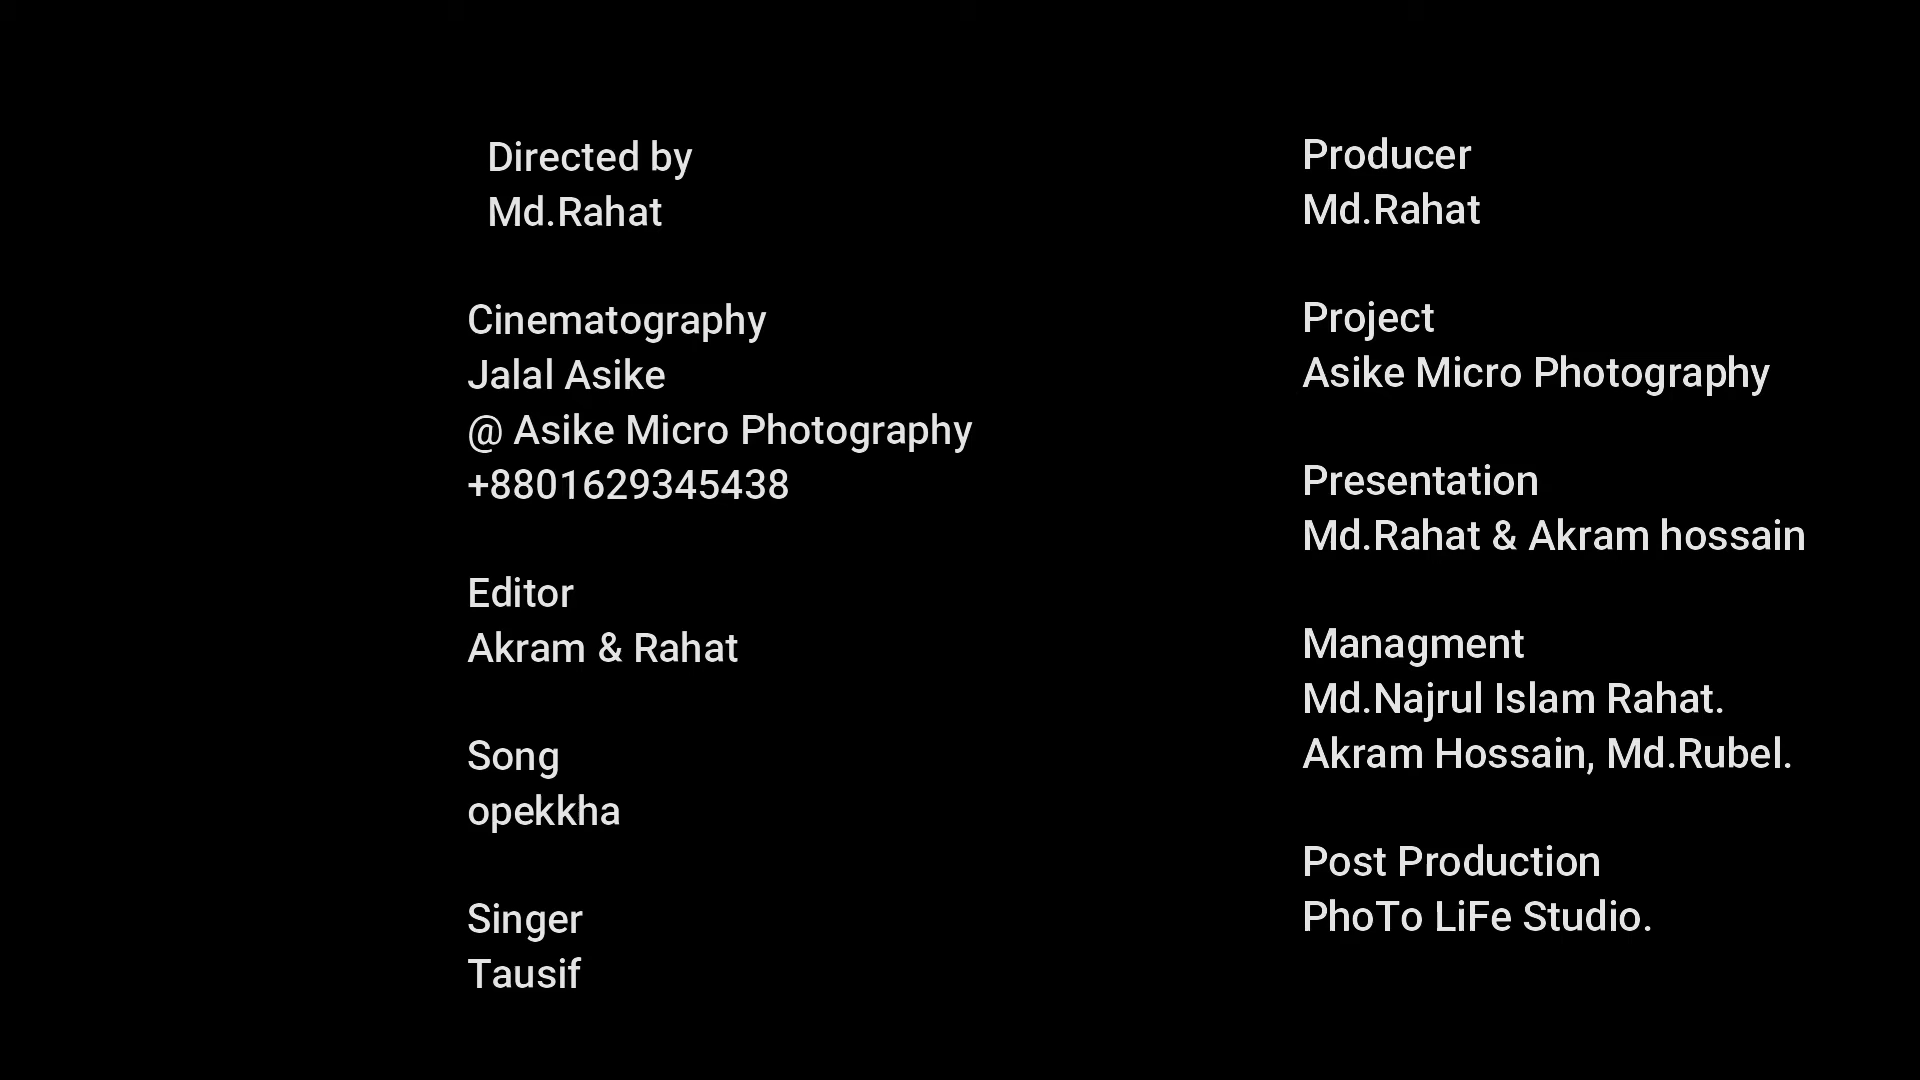 Directed by
Md.Rahat
Cinematography
Jalal Asike
@ Asike Micro Photography
+8801629345438
Editor
Akram & Rahat
Song
opekkha
Singer
Tausif
Producer
Md.Rahat
Project
Asike Micro Photography
Presentation
Md.Rahat & Akram hossain
Managment
Md.Najrul Islam Rahat.
Akram Hossain, Md.Rubel.
Post Production
PhoTo LiFe Studio.